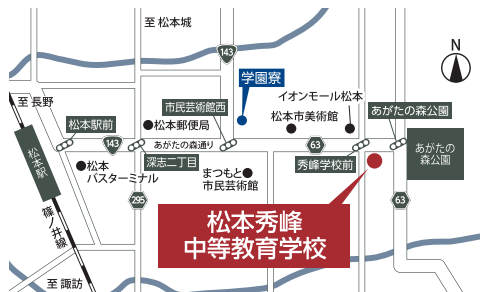 至 松本城
143
N
学園寮
至 長野
市民芸術館西
イオンモール松本
松本市美術館
あがたの森公園
松本駅前
松本郵便局
143
あがたの森通り
63
松本駅
松本
バスターミナル
深志二丁目
まつもと
市民芸術館
秀峰学校前
あがたの
森公園
295
63
篠ノ井線
松本秀峰
中等教育学校
至 諏訪